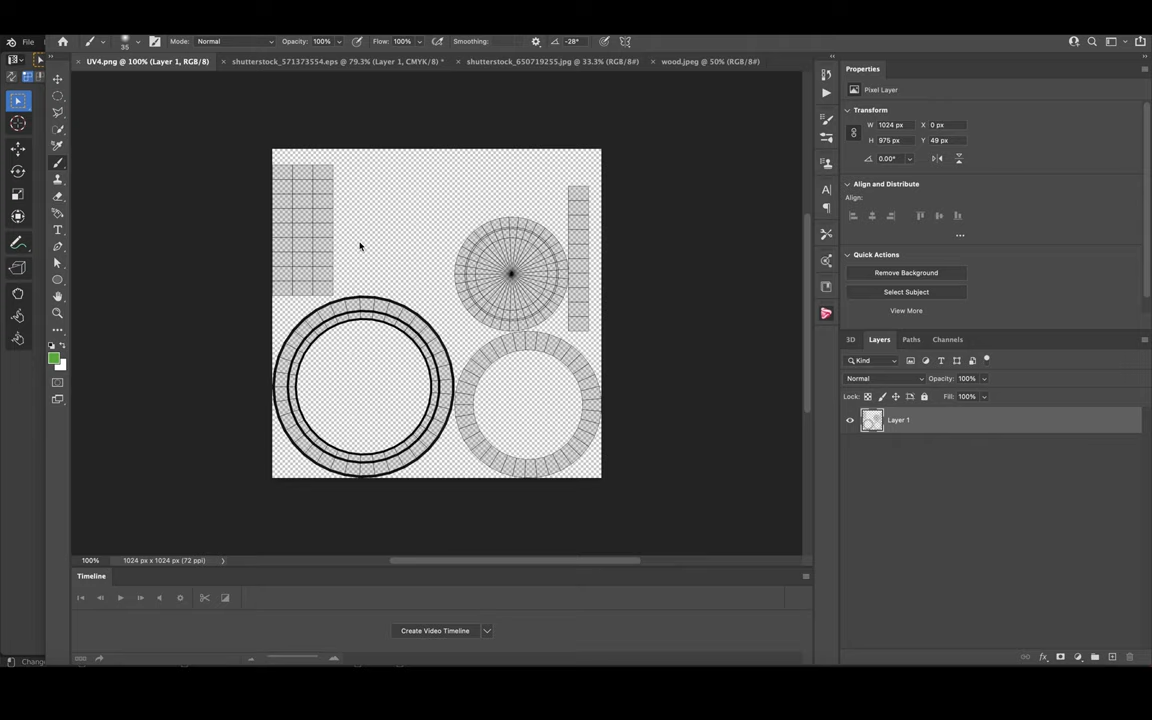 File
35
Mode: Normal
Opacity: 100%
Flow: 100%
Smoothing:
-28°
× UV4.png @ 100% (Layer 1, RGB/8)
× shutterstock_571373554.eps @ 79.3% (Layer 1, CMYK/8) *
× shutterstock_650719255.jpg @ 33.3% (RGB/8#)
× wood.jpeg @ 50% (RGB/8#)
Properties
Pixel Layer
Transform
W 1024 px X 0 px
H 975 px Y 49 px
0.00°
Align and Distribute
Align:
Quick Actions
Remove Background
Select Subject
View More
3D Layers Paths Channels
Kind
Normal Opacity: 100%
Lock: Fill: 100%
Layer 1
fx
100% 1024 px x 1024 px (72 ppi)
Timeline
Create Video Timeline